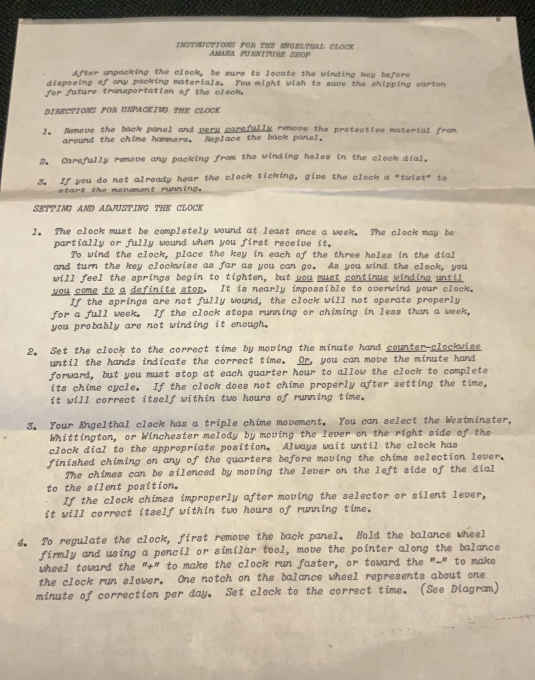 INSTRUCTIONS FOR THE ENGELTHAL CLOCK
AMANA FURNITURE SHOP
After unpacking the clock, be sure to locate the winding key before
disposing of any packing materials. You might wish to save the shipping carton
for future transportation of the clock.
DIRECTIONS FOR UNPACKING THE CLOCK
1. Remove the back panel and very carefully remove the protective material from
around the chime hammers. Replace the back panel.
2. Carefully remove any packing from the winding holes in the clock dial.
3. If you do not already hear the clock ticking, give the clock a "twist" to
start the movement running.
SETTING AND ADJUSTING THE CLOCK
1. The clock must be completely wound at least once a week. The clock may be
partially or fully wound when you first receive it.
To wind the clock, place the key in each of the three holes in the dial
and turn the key clockwise as far as you can go. As you wind the clock, you
will feel the springs begin to tighten, but you must continue winding until
you come to a definite stop. It is nearly impossible to overwind your clock.
If the springs are not fully wound, the clock will not operate properly
for a full week. If the clock stops running or chiming in less than a week,
you probably are not winding it enough.
2. Set the clock to the correct time by moving the minute hand counter-clockwise
until the hands indicate the correct time. Or, you can move the minute hand
forward, but you must stop at each quarter hour to allow the clock to complete
its chime cycle. If the clock does not chime properly after setting the time,
it will correct itself within two hours of running time.
3. Your Engelthal clock has a triple chime movement. You can select the Westminster,
Whittington, or Winchester melody by moving the lever on the right side of the
clock dial to the appropriate position. Always wait until the clock has
finished chiming on any of the quarters before moving the chime selection lever.
The chimes can be silenced by moving the lever on the left side of the dial
to the silent position.
If the clock chimes improperly after moving the selector or silent lever,
it will correct itself within two hours of running time.
4. To regulate the clock, first remove the back panel. Hold the balance wheel
firmly and using a pencil or similar tool, move the pointer along the balance
wheel toward the "+" to make the clock run faster, or toward the "-" to make
the clock run slower. One notch on the balance wheel represents about one
minute of correction per day. Set clock to the correct time. (See Diagram)